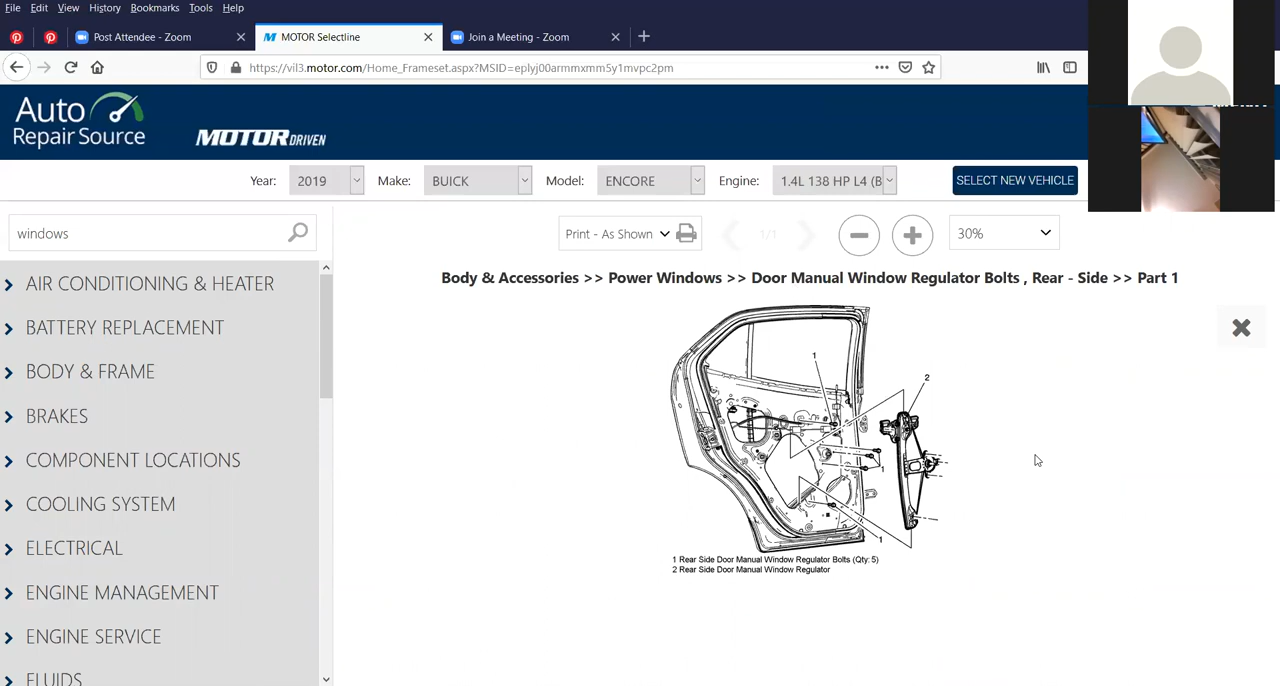 File Edit View History Bookmarks Tools Help
Post Attendee - Zoom
MOTOR Selectline
Join a Meeting - Zoom
https://vil3.motor.com/Home_Frameset.aspx?MSID=eplyj00armmxmm5y1mvpc2pm
Auto
Repair Source
MOTOR DRIVEN
Year: 2019 Make: BUICK Model: ENCORE Engine: 1.4L 138 HP L4 (B SELECT NEW VEHICLE
windows
Print - As Shown 1/1 30%
AIR CONDITIONING & HEATER
BATTERY REPLACEMENT
BODY & FRAME
BRAKES
COMPONENT LOCATIONS
COOLING SYSTEM
ELECTRICAL
ENGINE MANAGEMENT
ENGINE SERVICE
FLUIDS
Body & Accessories >> Power Windows >> Door Manual Window Regulator Bolts , Rear - Side >> Part 1
1
2
1
1
1 Rear Side Door Manual Window Regulator Bolts (Qty: 5)
2 Rear Side Door Manual Window Regulator